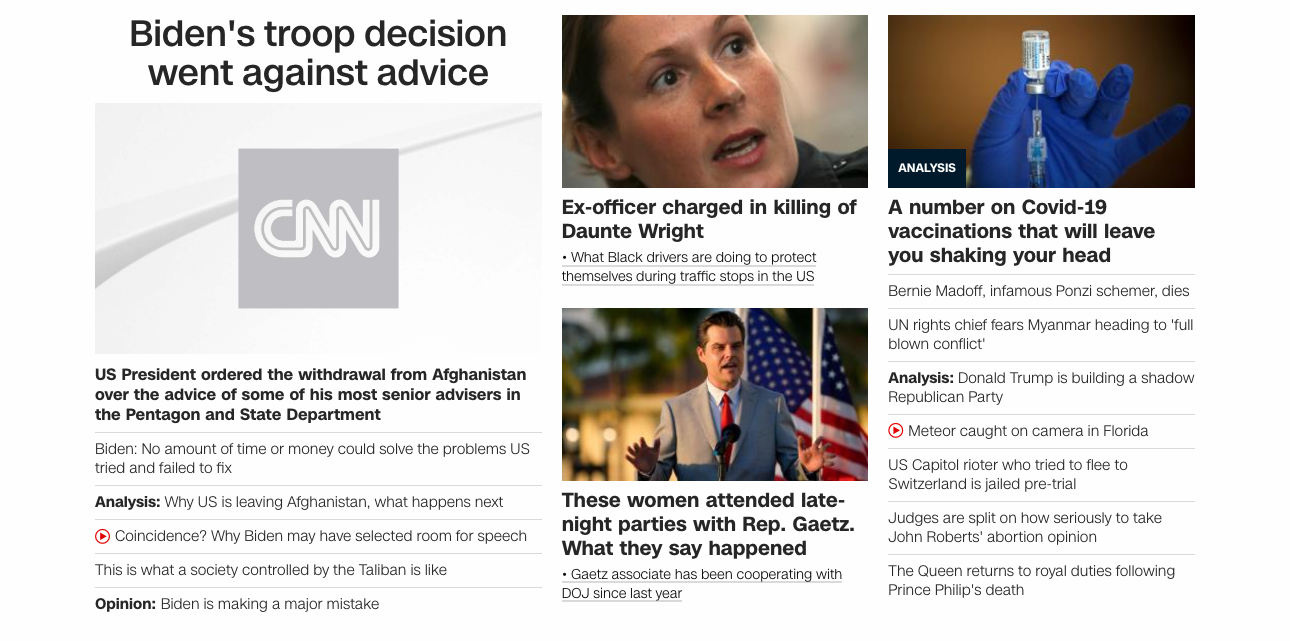 Biden's troop decision
went against advice
CNN
US President ordered the withdrawal from Afghanistan
over the advice of some of his most senior advisers in
the Pentagon and State Department
Biden: No amount of time or money could solve the problems US
tried and failed to fix
Analysis: Why US is leaving Afghanistan, what happens next
Coincidence? Why Biden may have selected room for speech
This is what a society controlled by the Taliban is like
Opinion: Biden is making a major mistake
Ex-officer charged in killing of
Daunte Wright
• What Black drivers are doing to protect
themselves during traffic stops in the US
These women attended late-
night parties with Rep. Gaetz.
What they say happened
• Gaetz associate has been cooperating with
DOJ since last year
ANALYSIS
A number on Covid-19
vaccinations that will leave
you shaking your head
Bernie Madoff, infamous Ponzi schemer, dies
UN rights chief fears Myanmar heading to 'full
blown conflict'
Analysis: Donald Trump is building a shadow
Republican Party
Meteor caught on camera in Florida
US Capitol rioter who tried to flee to
Switzerland is jailed pre-trial
Judges are split on how seriously to take
John Roberts' abortion opinion
The Queen returns to royal duties following
Prince Philip's death